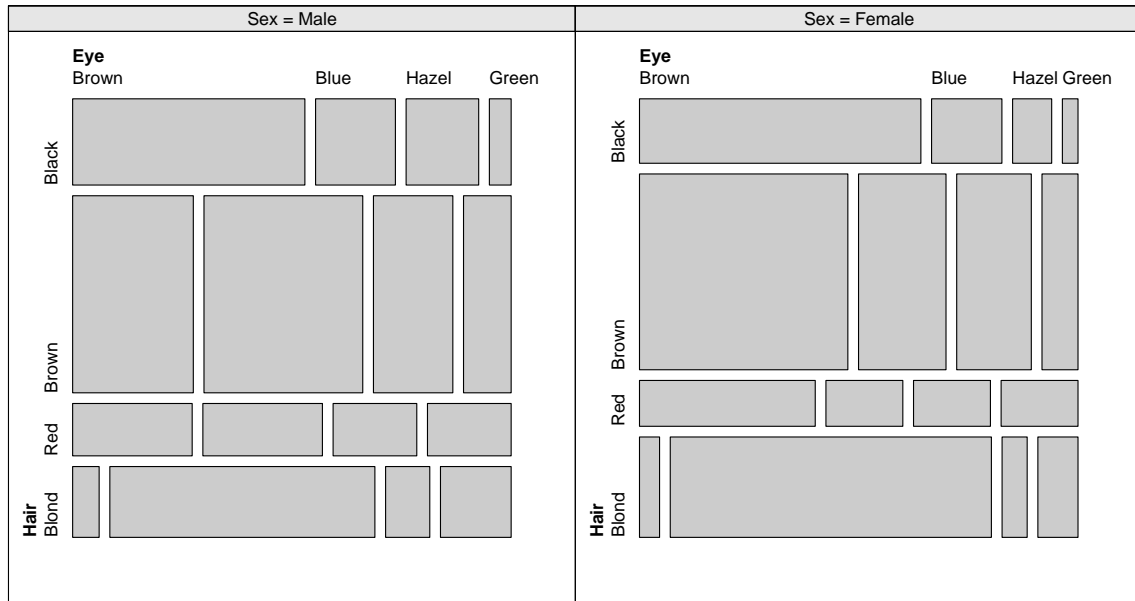 Sex = Male
Eye
Brown Blue Hazel Green
Black
Brown
Red
Blond
Hair
Sex = Female
Eye
Brown Blue Hazel Green
Black
Brown
Red
Blond
Hair